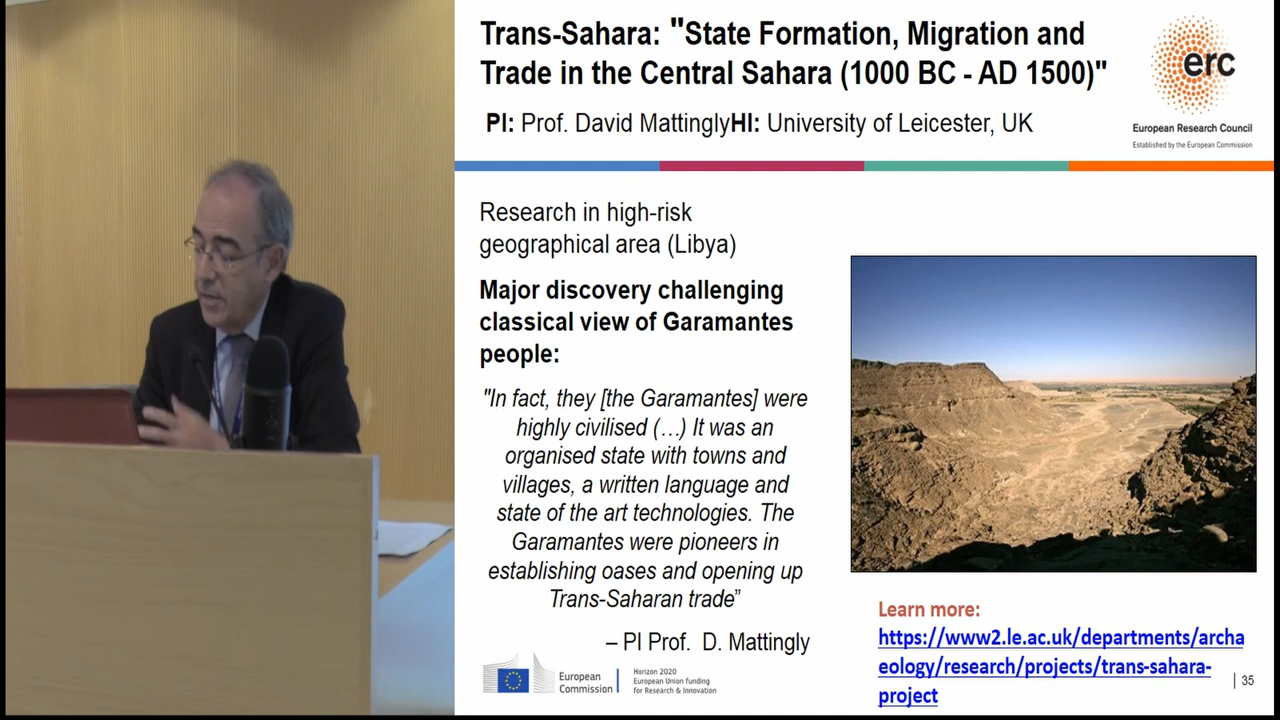 Trans-Sahara: "State Formation, Migration and
Trade in the Central Sahara (1000 BC - AD 1500)"
PI: Prof. David MattinglyHI: University of Leicester, UK
erc
European Research Council
Established by the European Commission
Research in high-risk
geographical area (Libya)
Major discovery challenging
classical view of Garamantes
people:
"In fact, they [the Garamantes] were
highly civilised (…) It was an
organised state with towns and
villages, a written language and
state of the art technologies. The
Garamantes were pioneers in
establishing oases and opening up
Trans-Saharan trade”
– PI Prof. D. Mattingly
Learn more:
https://www2.le.ac.uk/departments/archa
eology/research/projects/trans-sahara-
project
European
Commission
Horizon 2020
European Union funding
for Research & Innovation
| 35